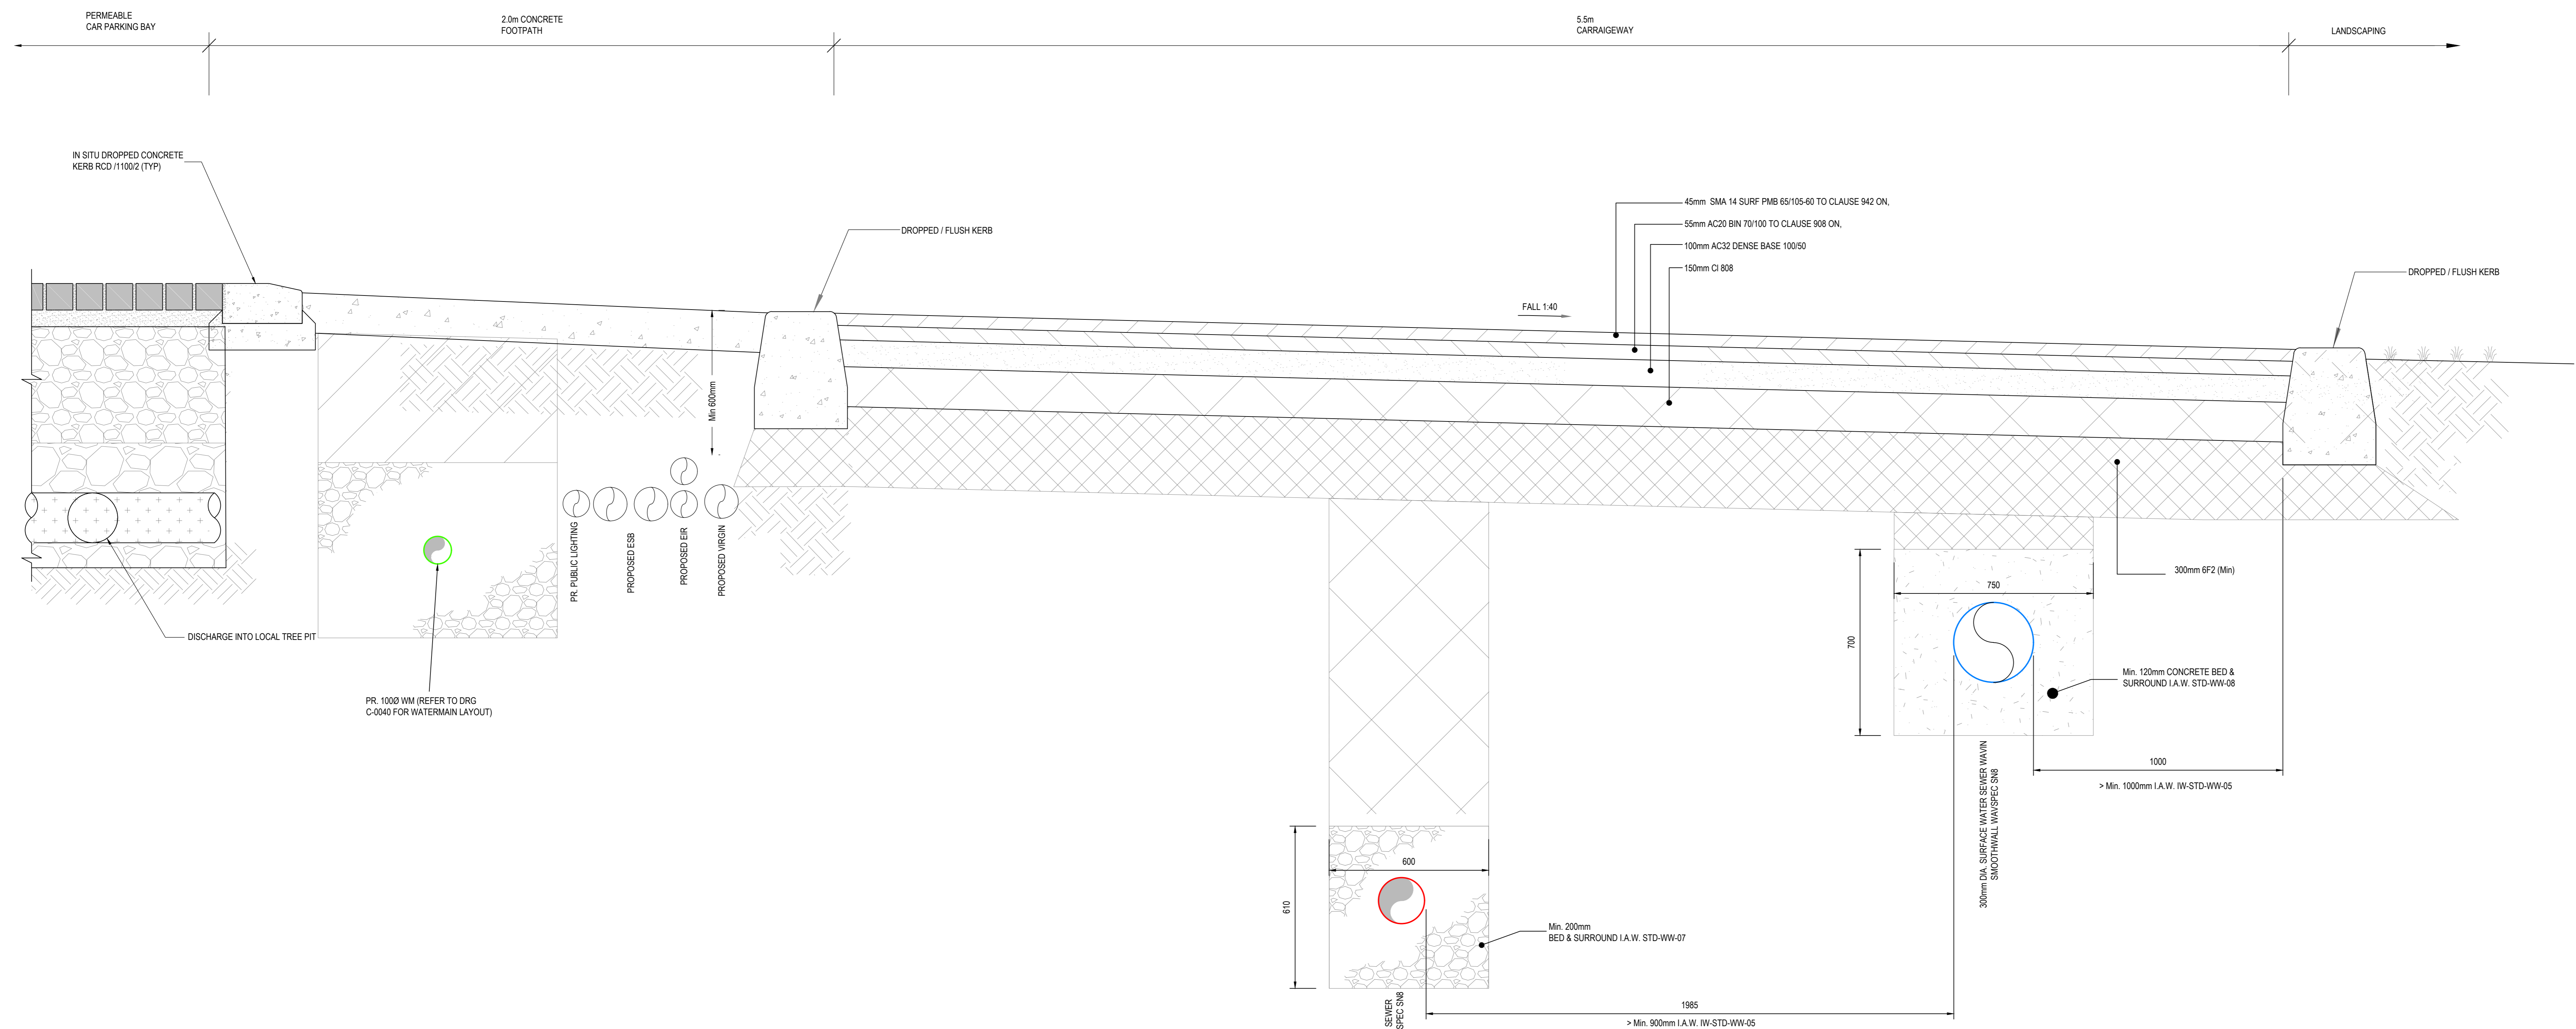 PERMEABLE
CAR PARKING BAY
2.0m CONCRETE
FOOTPATH
5.5m
CARRAIGEWAY
LANDSCAPING
IN SITU DROPPED CONCRETE
KERB RCD /1100/2 (TYP)
DROPPED / FLUSH KERB
45mm SMA 14 SURF PMB 65/105-60 TO CLAUSE 942 ON,
55mm AC20 BIN 70/100 TO CLAUSE 908 ON,
100mm AC32 DENSE BASE 100/50
150mm Cl 808
DROPPED / FLUSH KERB
FALL 1:40
Min 600mm
PR. PUBLIC LIGHTING
PROPOSED ESB
PROPOSED EIR
PROPOSED VIRGIN
300mm 6F2 (Min)
750
700
DISCHARGE INTO LOCAL TREE PIT
Min. 120mm CONCRETE BED &
SURROUND I.A.W. STD-WW-08
PR. 100Ø WM (REFER TO DRG
C-0040 FOR WATERMAIN LAYOUT)
300mm DIA. SURFACE WATER SEWER WAVIN
SMOOTHWALL WAVSPEC SN8
1000
> Min. 1000mm I.A.W. IW-STD-WW-05
600
610
Min. 200mm
BED & SURROUND I.A.W. STD-WW-07
SEWER
SPEC SN8
1985
> Min. 900mm I.A.W. IW-STD-WW-05